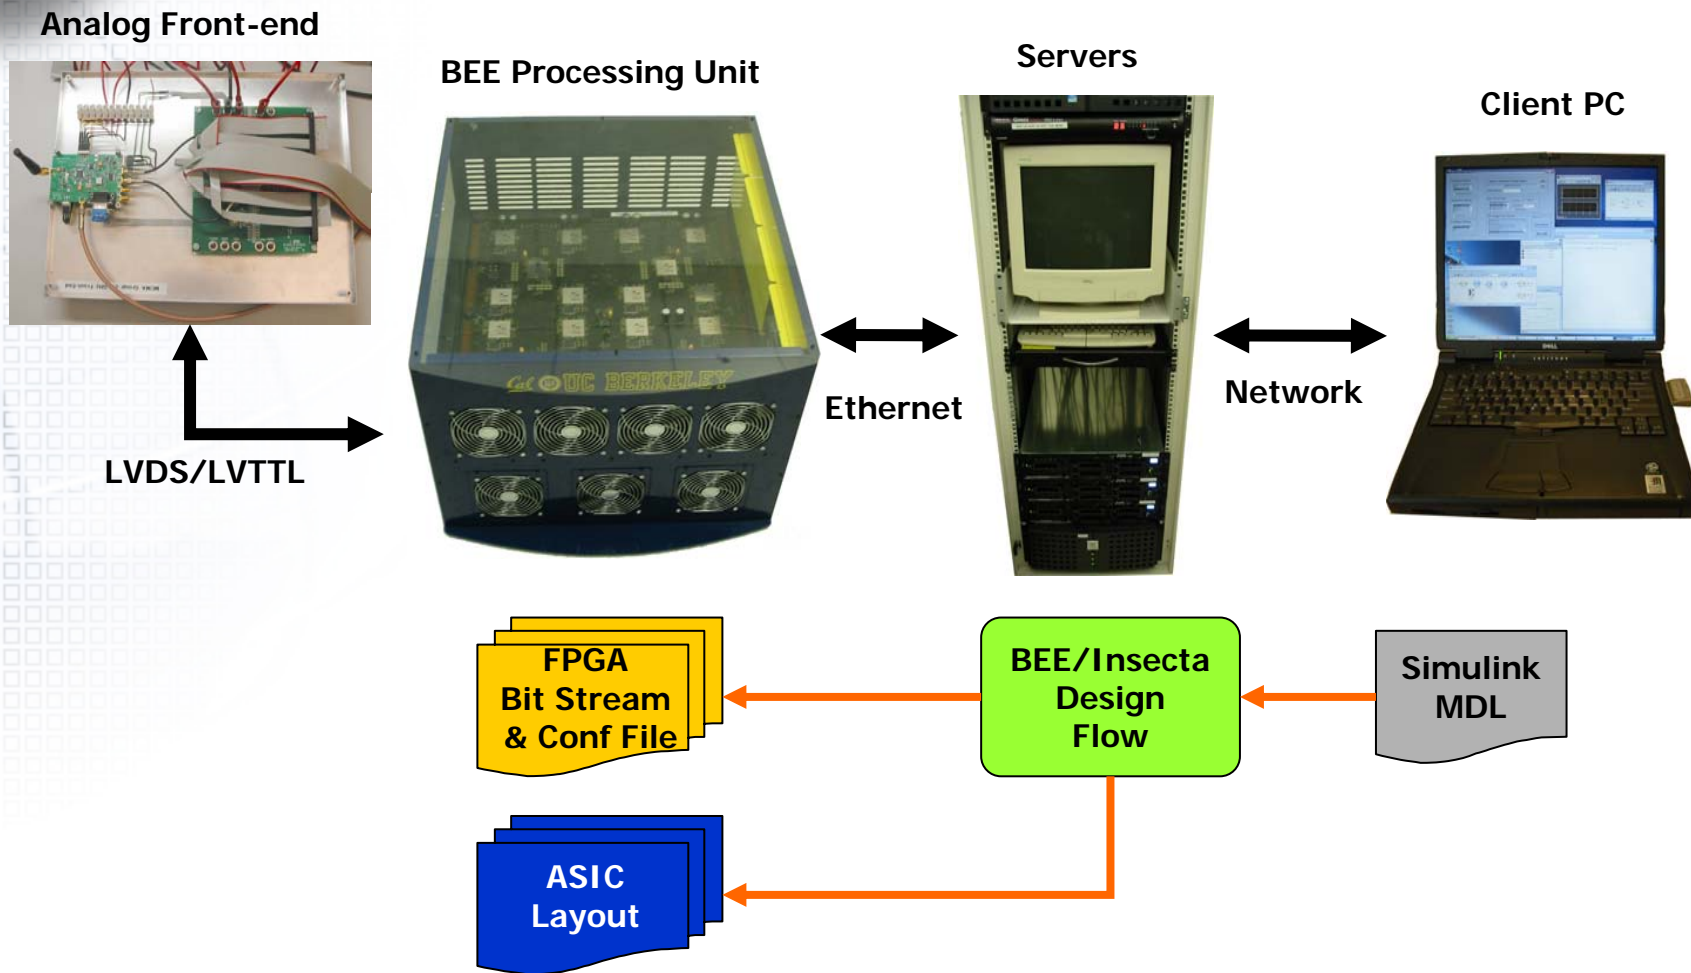 Analog Front-end
BEE Processing Unit
Servers
Client PC
Cal UC BERKELEY
DELL
LVDS/LVTTL
Ethernet
Network
FPGA
Bit Stream
& Conf File
BEE/Insecta
Design
Flow
Simulink
MDL
ASIC
Layout